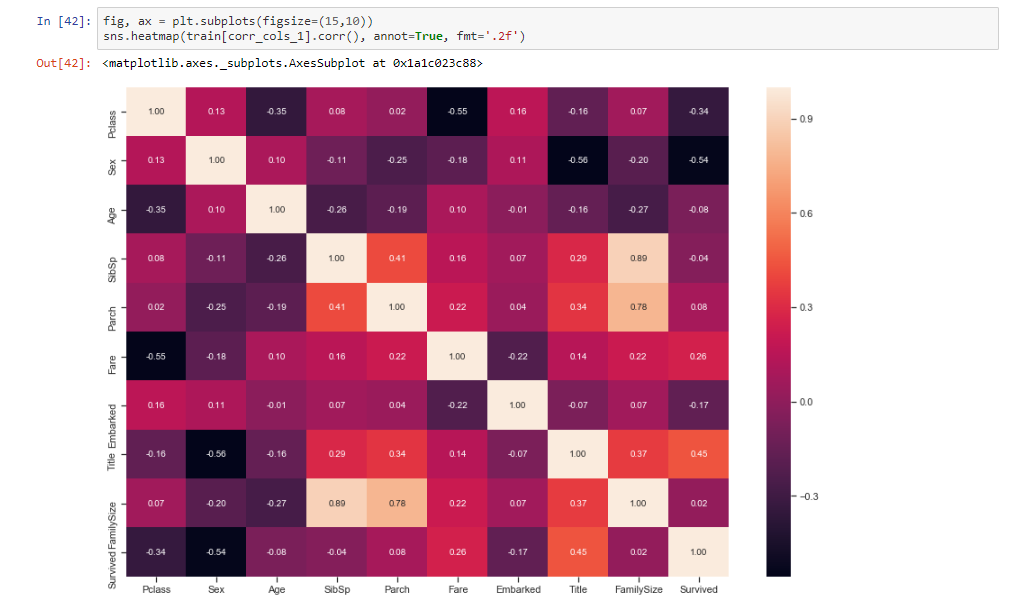 In [42]: fig, ax = plt.subplots(figsize=(15,10))
sns.heatmap(train[corr_cols_1].corr(), annot=True, fmt='.2f')
Out[42]: <matplotlib.axes._subplots.AxesSubplot at 0x1a1c023c88>
Pclass 1.00 0.13 -0.35 0.08 0.02 -0.55 0.16 -0.16 0.07 -0.34
Sex 0.13 1.00 0.10 -0.11 -0.25 -0.18 0.11 -0.56 -0.20 -0.54
Age -0.35 0.10 1.00 -0.26 -0.19 0.10 -0.01 -0.16 -0.27 -0.08
SibSp 0.08 -0.11 -0.26 1.00 0.41 0.16 0.07 0.29 0.89 -0.04
Parch 0.02 -0.25 -0.19 0.41 1.00 0.22 0.04 0.34 0.78 0.08
Fare -0.55 -0.18 0.10 0.16 0.22 1.00 -0.22 0.14 0.22 0.26
Embarked 0.16 0.11 -0.01 0.07 0.04 -0.22 1.00 -0.07 0.07 -0.17
Title -0.16 -0.56 -0.16 0.29 0.34 0.14 -0.07 1.00 0.37 0.45
FamilySize 0.07 -0.20 -0.27 0.89 0.78 0.22 0.07 0.37 1.00 0.02
Survived -0.34 -0.54 -0.08 -0.04 0.08 0.26 -0.17 0.45 0.02 1.00
Pclass Sex Age SibSp Parch Fare Embarked Title FamilySize Survived
0.9
0.6
0.3
0.0
-0.3